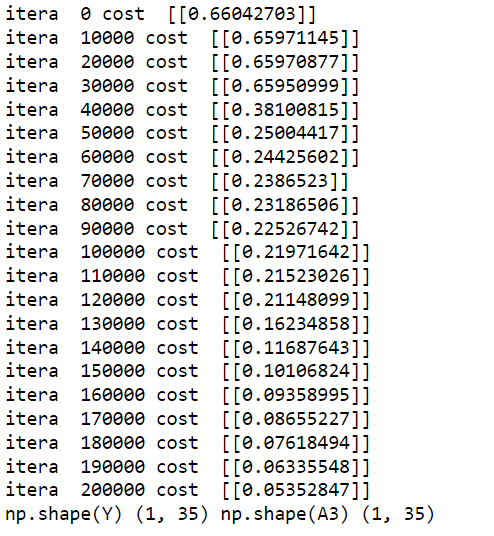 itera  0 cost  [[0.66042703]]
itera  10000 cost  [[0.65971145]]
itera  20000 cost  [[0.65970877]]
itera  30000 cost  [[0.65950999]]
itera  40000 cost  [[0.38100815]]
itera  50000 cost  [[0.25004417]]
itera  60000 cost  [[0.24425602]]
itera  70000 cost  [[0.2386523]]
itera  80000 cost  [[0.23186506]]
itera  90000 cost  [[0.22526742]]
itera  100000 cost  [[0.21971642]]
itera  110000 cost  [[0.21523026]]
itera  120000 cost  [[0.21148099]]
itera  130000 cost  [[0.16234858]]
itera  140000 cost  [[0.11687643]]
itera  150000 cost  [[0.10106824]]
itera  160000 cost  [[0.09358995]]
itera  170000 cost  [[0.08655227]]
itera  180000 cost  [[0.07618494]]
itera  190000 cost  [[0.06335548]]
itera  200000 cost  [[0.05352847]]
np.shape(Y) (1, 35) np.shape(A3) (1, 35)